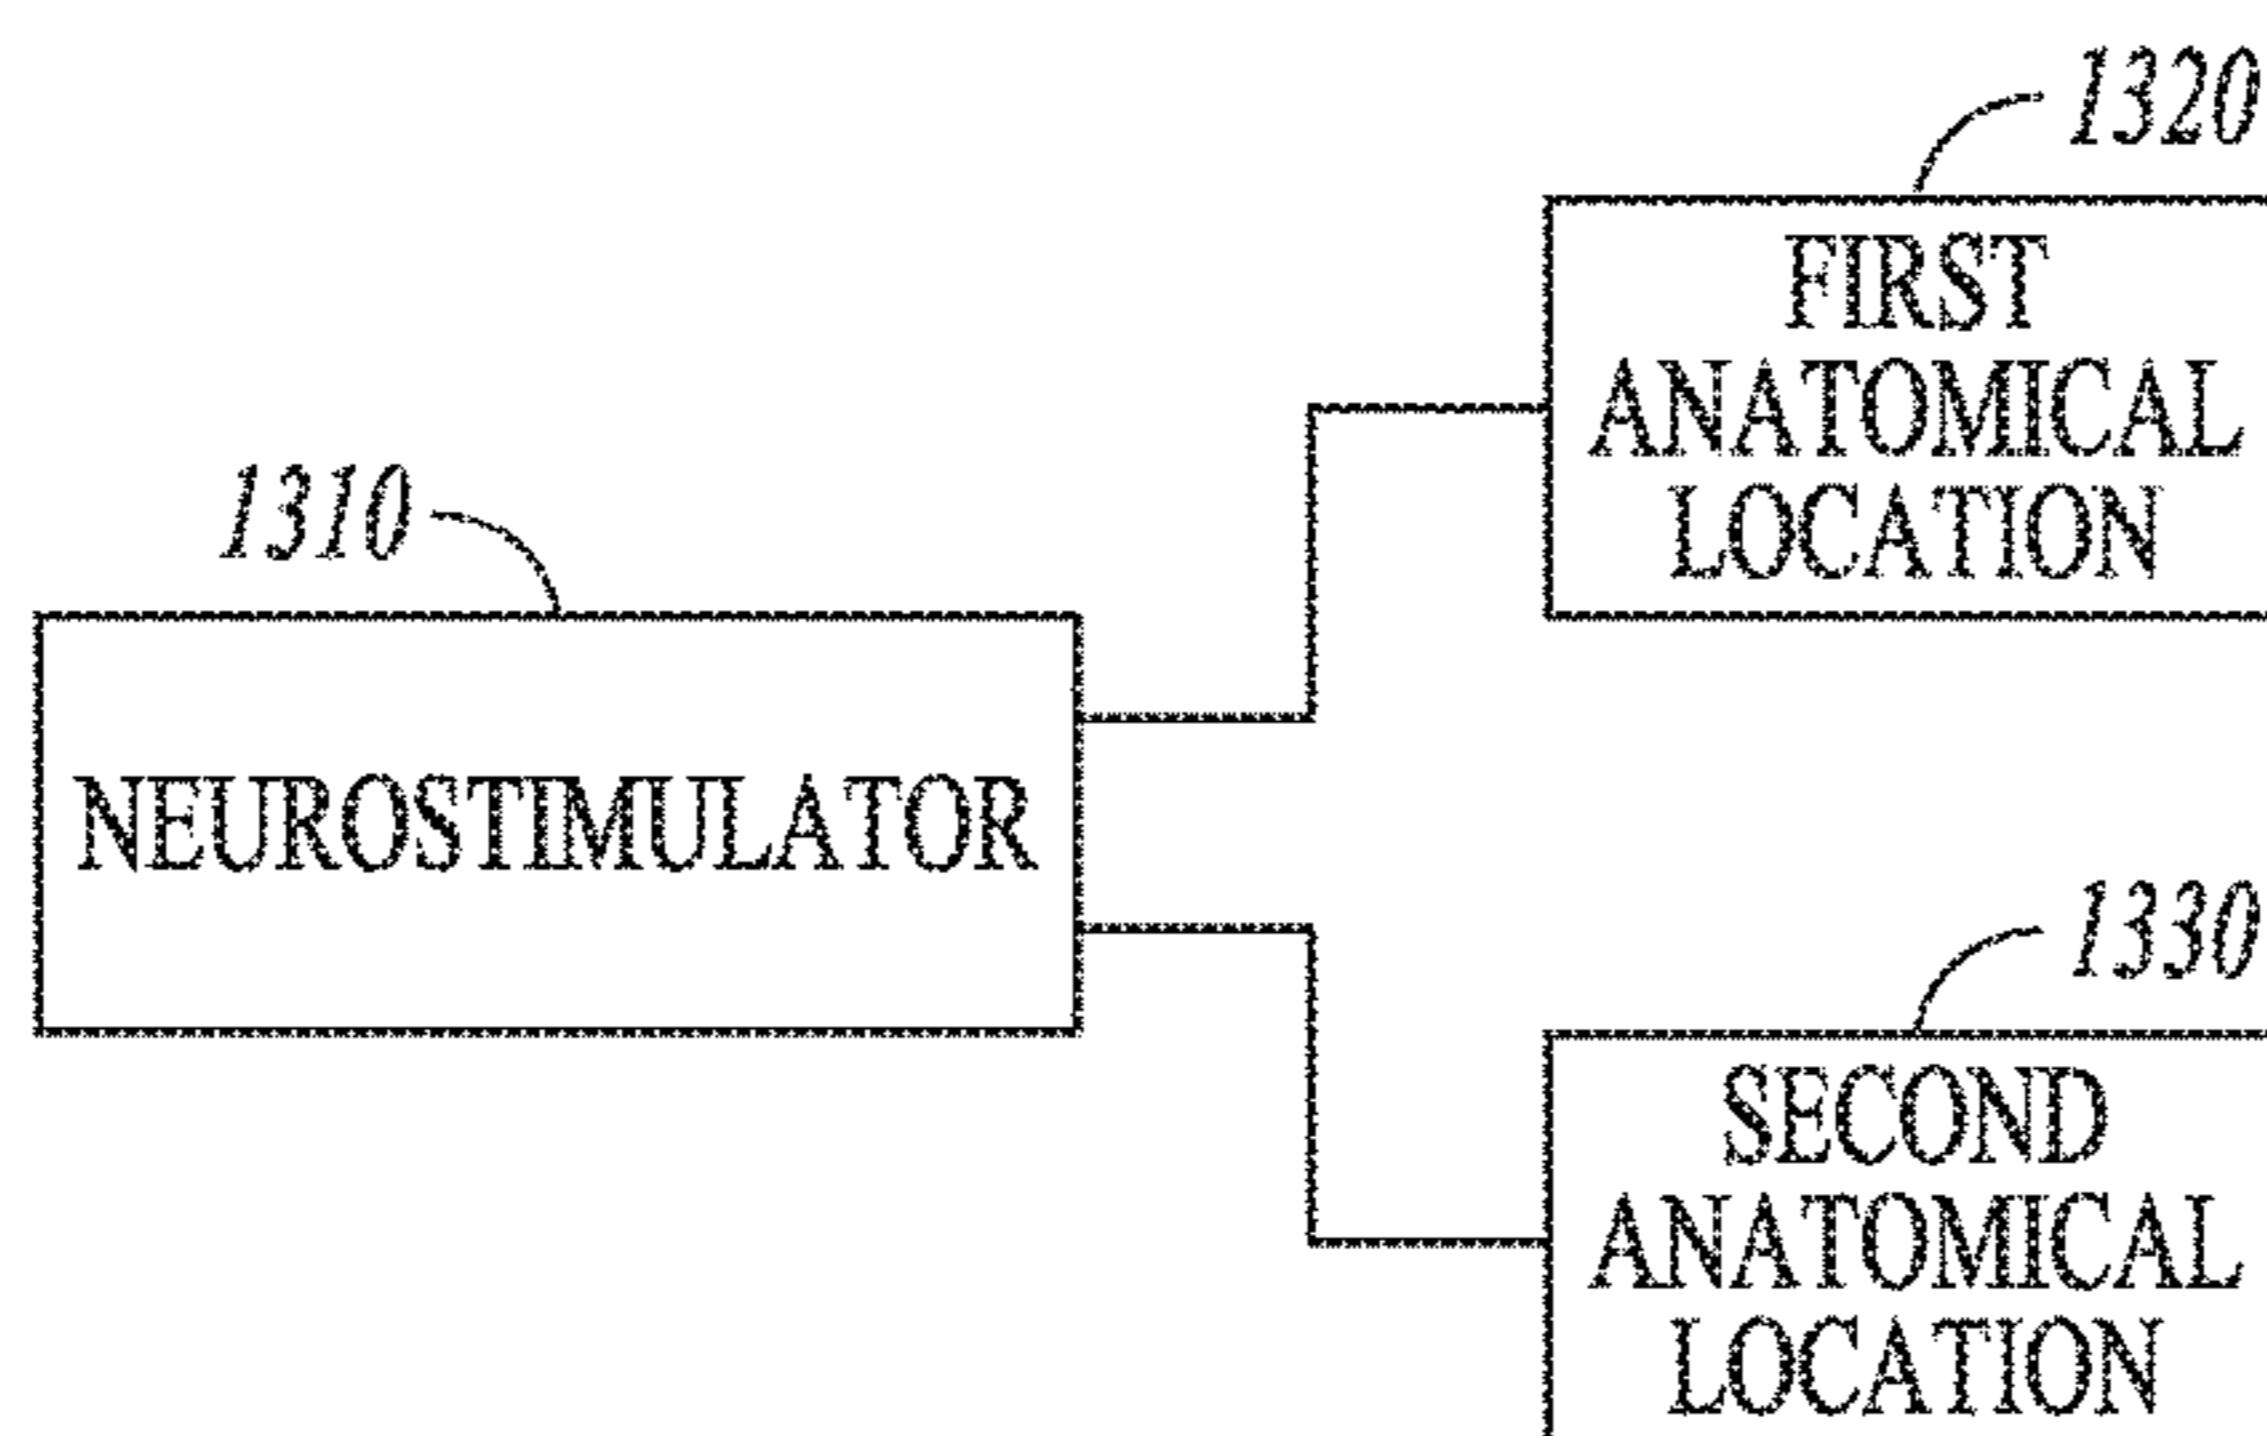 1320
FIRST
ANATOMICAL
LOCATION
1310
NEUROSTIMULATOR
1330
SECOND
ANATOMICAL
LOCATION